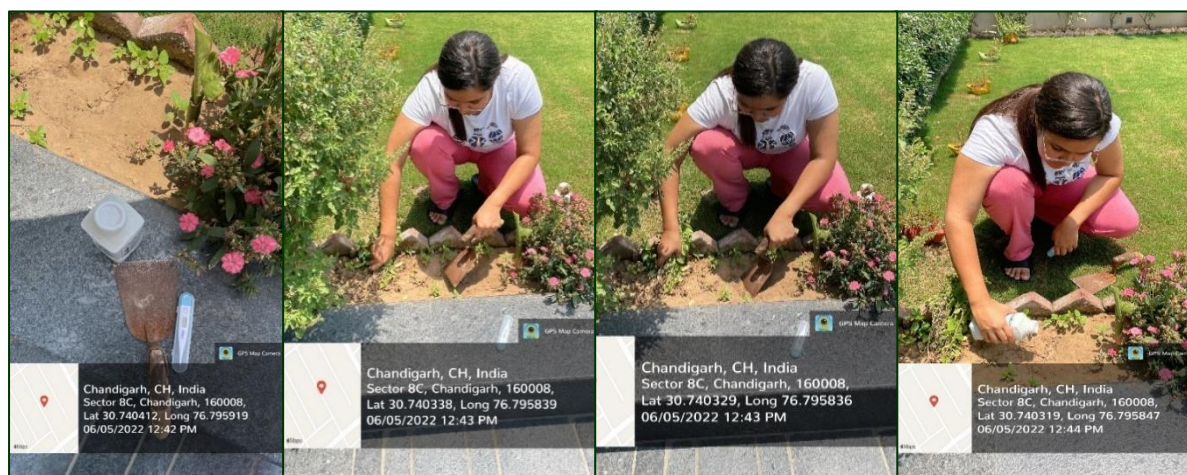 GPS Map Camera
Chandigarh, CH, India
Sector 8C, Chandigarh, 160008,
Lat 30.740412, Long 76.795919
06/05/2022 12:42 PM
GPS Map Camera
Chandigarh, CH, India
Sector 8C, Chandigarh, 160008,
Lat 30.740338, Long 76.795839
06/05/2022 12:43 PM
GPS Map Camera
Chandigarh, CH, India
Sector 8C, Chandigarh, 160008,
Lat 30.740329, Long 76.795836
06/05/2022 12:43 PM
GPS Map Ca
Chandigarh, CH, India
Sector 8C, Chandigarh, 160008,
Lat 30.740319, Long 76.795847
06/05/2022 12:44 PM